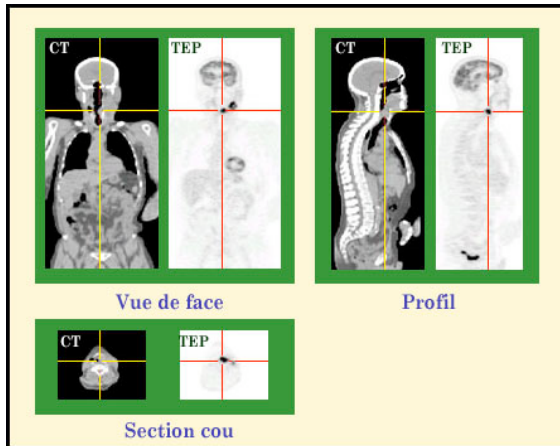 CT
TEP
CT
TEP
Vue de face
Profil
CT
TEP
Section cou